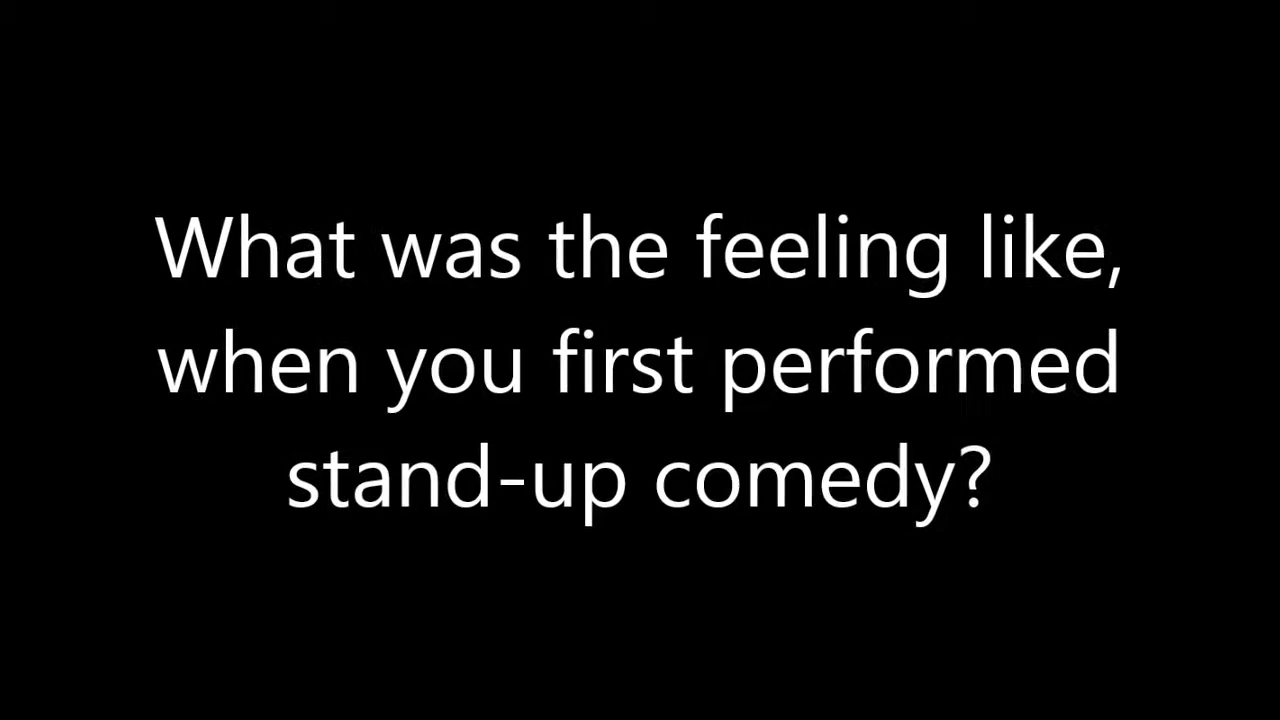 What was the feeling like,
when you first performed
stand-up comedy?